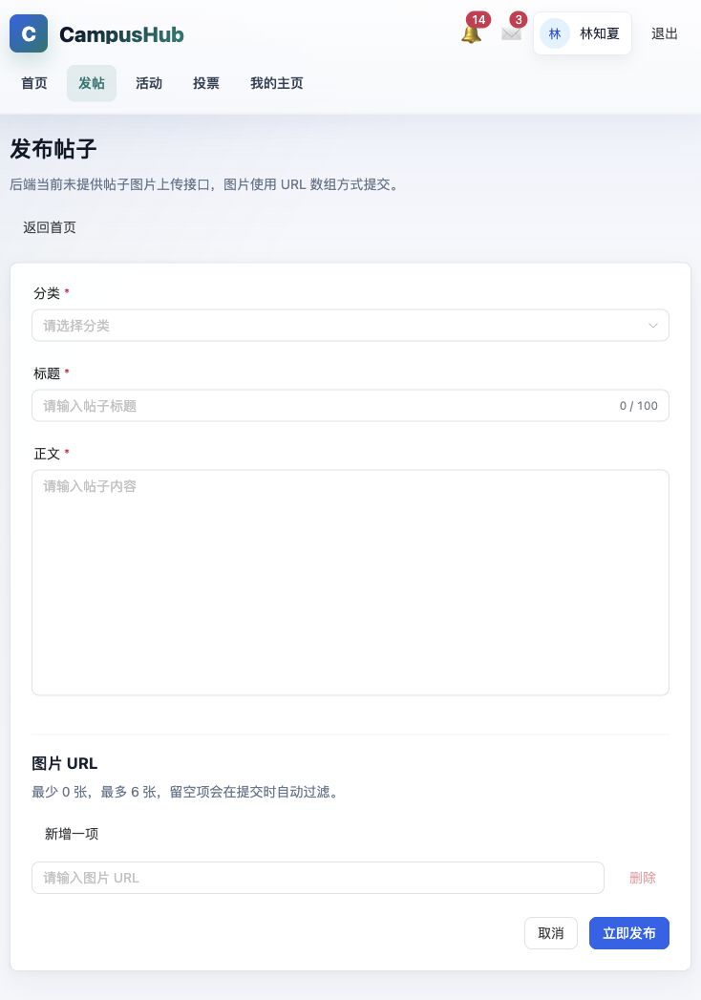 C CampusHub 14 3 林 林知夏 退出
首页 发帖 活动 投票 我的主页
发布帖子
后端当前未提供帖子图片上传接口，图片使用 URL 数组方式提交。
返回首页
分类 *
请选择分类
标题 *
请输入帖子标题 0 / 100
正文 *
请输入帖子内容
图片 URL
最少 0 张，最多 6 张，留空项会在提交时自动过滤。
新增一项
请输入图片 URL 删除
取消 立即发布